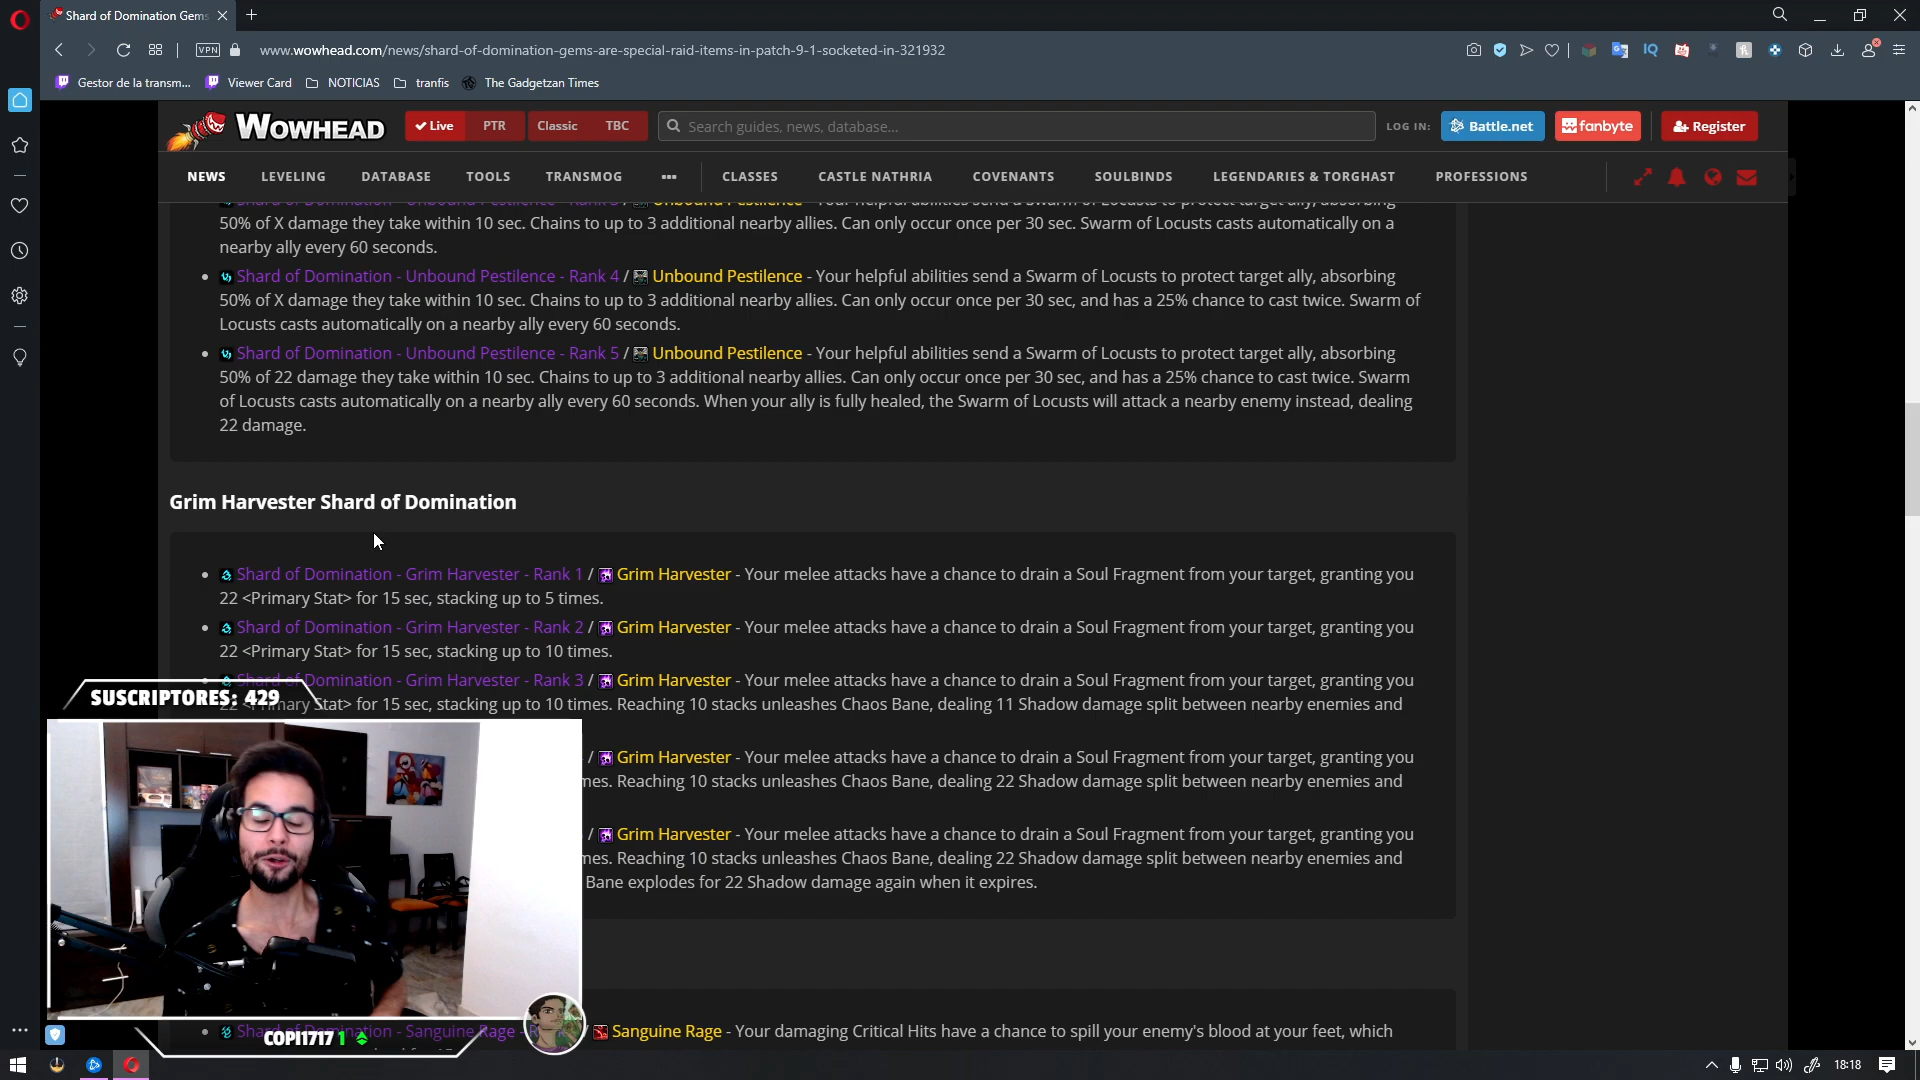 Shard of Domination Gems
www.wowhead.com/news/shard-of-domination-gems-are-special-raid-items-in-patch-9-1-socketed-in-321932
VPN
Gestor de la transm...
Viewer Card
NOTICIAS
tranfis
The Gadgetzan Times
WOWHEAD
Live
PTR
Classic
TBC
Search guides, news, database...
LOG IN:
Battle.net
fanbyte
Register
NEWS
LEVELING
DATABASE
TOOLS
TRANSMOG
CLASSES
CASTLE NATHRIA
COVENANTS
SOULBINDS
LEGENDARIES & TORGHAST
PROFESSIONS
50% of X damage they take within 10 sec. Chains to up to 3 additional nearby allies. Can only occur once per 30 sec. Swarm of Locusts casts automatically on a
nearby ally every 60 seconds.
Shard of Domination - Unbound Pestilence - Rank 4 / Unbound Pestilence - Your helpful abilities send a Swarm of Locusts to protect target ally, absorbing
50% of X damage they take within 10 sec. Chains to up to 3 additional nearby allies. Can only occur once per 30 sec, and has a 25% chance to cast twice. Swarm of
Locusts casts automatically on a nearby ally every 60 seconds.
Shard of Domination - Unbound Pestilence - Rank 5 / Unbound Pestilence - Your helpful abilities send a Swarm of Locusts to protect target ally, absorbing
50% of 22 damage they take within 10 sec. Chains to up to 3 additional nearby allies. Can only occur once per 30 sec, and has a 25% chance to cast twice. Swarm
of Locusts casts automatically on a nearby ally every 60 seconds. When your ally is fully healed, the Swarm of Locusts will attack a nearby enemy instead, dealing
22 damage.
Grim Harvester Shard of Domination
Shard of Domination - Grim Harvester - Rank 1 / Grim Harvester - Your melee attacks have a chance to drain a Soul Fragment from your target, granting you
22 <Primary Stat> for 15 sec, stacking up to 5 times.
Shard of Domination - Grim Harvester - Rank 2 / Grim Harvester - Your melee attacks have a chance to drain a Soul Fragment from your target, granting you
22 <Primary Stat> for 15 sec, stacking up to 10 times.
Shard of Domination - Grim Harvester - Rank 3 / Grim Harvester - Your melee attacks have a chance to drain a Soul Fragment from your target, granting you
22 <Primary Stat> for 15 sec, stacking up to 10 times. Reaching 10 stacks unleashes Chaos Bane, dealing 11 Shadow damage split between nearby enemies and
SUSCRIPTORES: 429
/ Grim Harvester - Your melee attacks have a chance to drain a Soul Fragment from your target, granting you
mes. Reaching 10 stacks unleashes Chaos Bane, dealing 22 Shadow damage split between nearby enemies and
/ Grim Harvester - Your melee attacks have a chance to drain a Soul Fragment from your target, granting you
mes. Reaching 10 stacks unleashes Chaos Bane, dealing 22 Shadow damage split between nearby enemies and
Bane explodes for 22 Shadow damage again when it expires.
Shard of Domination - Sanguine Rage - Sanguine Rage - Your damaging Critical Hits have a chance to spill your enemy's blood at your feet, which
COPI1717 1
18:18